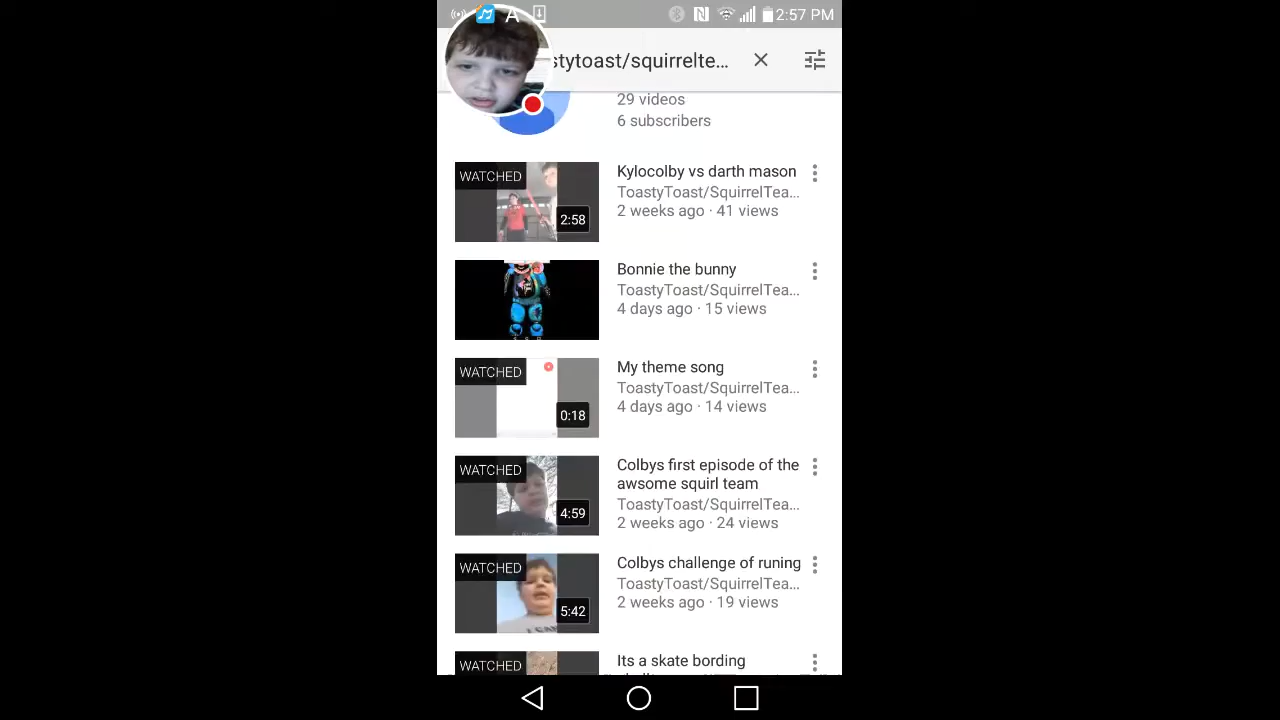 A
2:57 PM
stytoast/squirrelte...
29 videos
6 subscribers
WATCHED
2:58
Kylocolby vs darth mason
ToastyToast/SquirrelTea...
2 weeks ago · 41 views
Bonnie the bunny
ToastyToast/SquirrelTea...
4 days ago · 15 views
WATCHED
0:18
My theme song
ToastyToast/SquirrelTea...
4 days ago · 14 views
WATCHED
4:59
Colbys first episode of the
awsome squirl team
ToastyToast/SquirrelTea...
2 weeks ago · 24 views
WATCHED
5:42
Colbys challenge of runing
ToastyToast/SquirrelTea...
2 weeks ago · 19 views
WATCHED
Its a skate bording